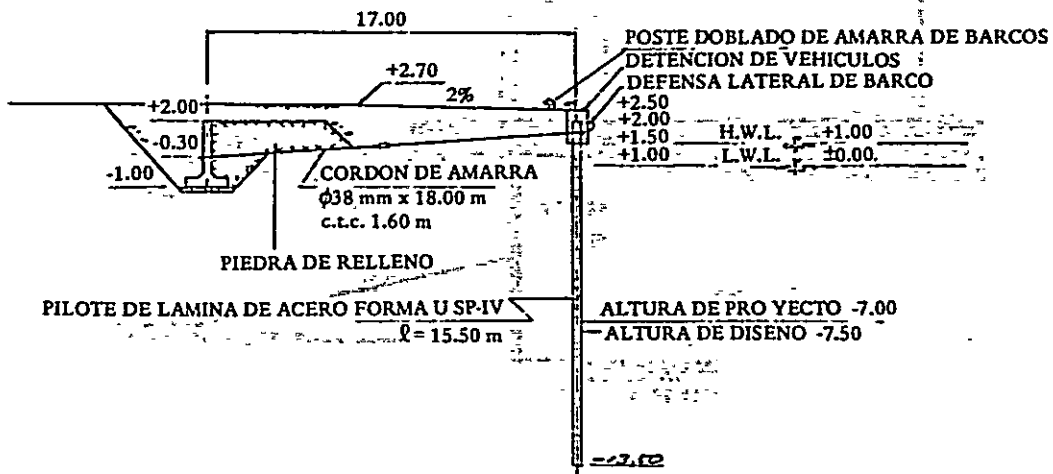 17.00
POSTE DOBLADO DE AMARRA DE BARCOS
DETENCION DE VEHICULOS
DEFENSA LATERAL DE BARCO
+2.70
2%
+2.50
+2.00
+2.00
+1.50
H.W.L.
+1.00
-0.30
+1.00
L.W.L.
±0.00.
-1.00
CORDON DE AMARRA
ϕ38 mm x 18.00 m
c.t.c. 1.60 m
PIEDRA DE RELLENO
PILOTE DE LAMINA DE ACERO FORMA U SP-IV
ℓ = 15.50 m
ALTURA DE PRO YECTO -7.00
ALTURA DE DISENO -7.50
-13.50